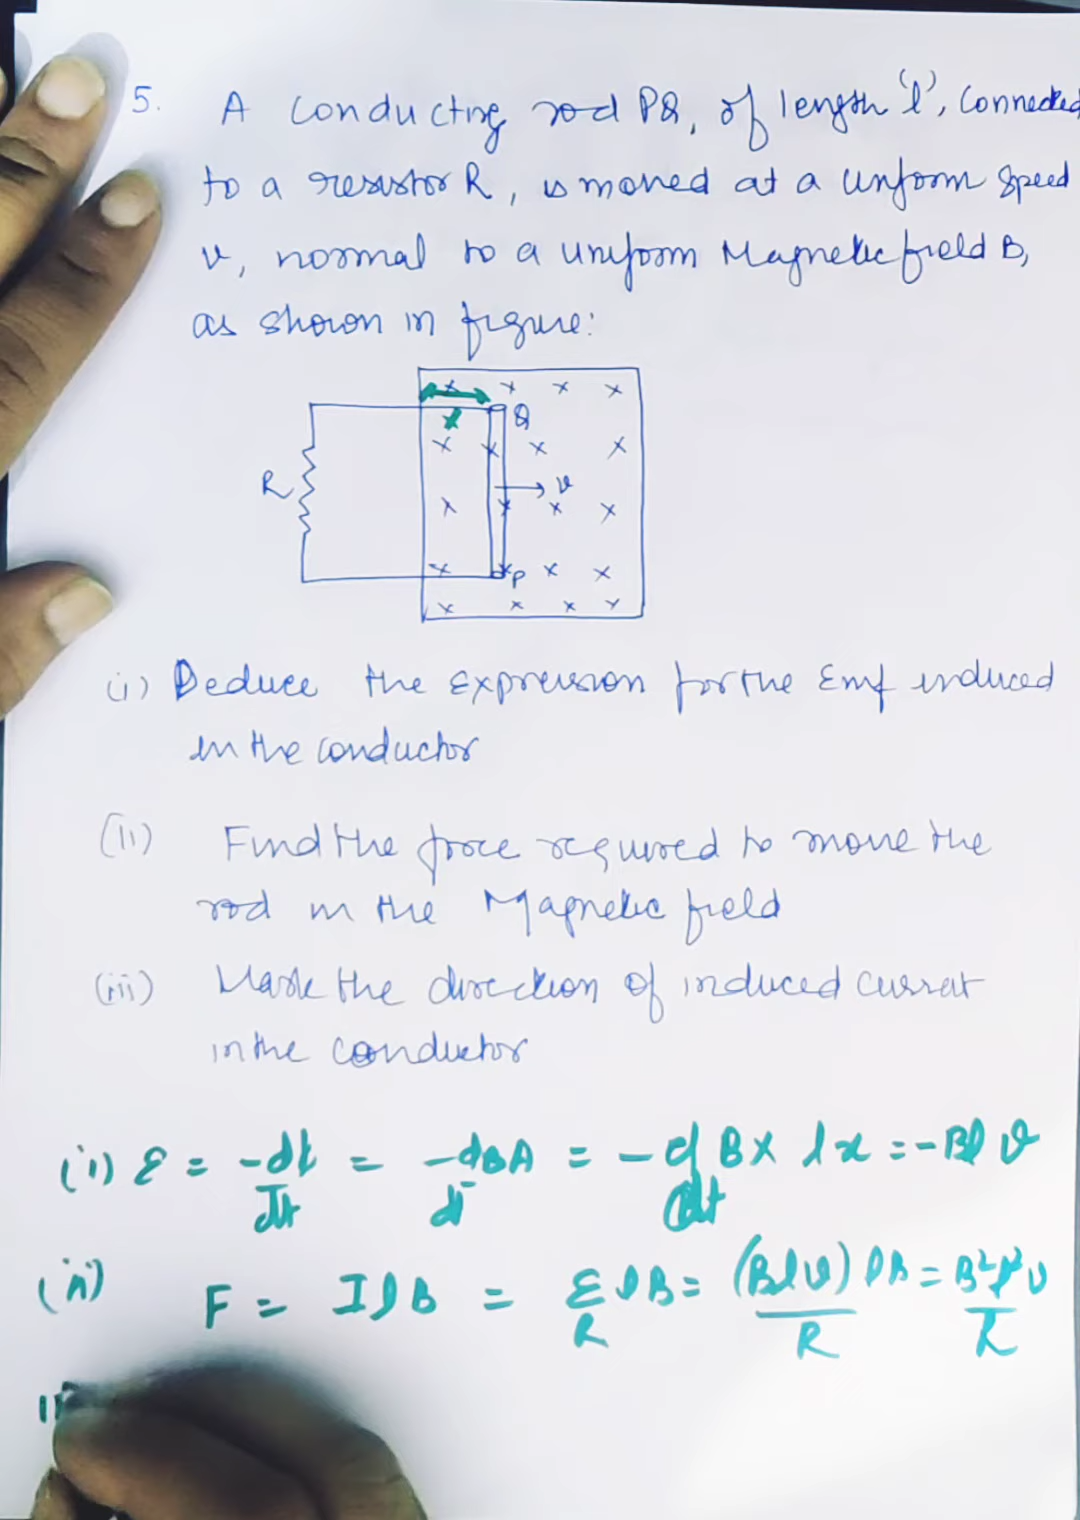 5. A conducting rod PQ, of length 'l', connected
to a resistor R, is moved at a unform speed
v, normal to a uniform Magnetic field B,
as shown in figure:
x x x x
x Q
x x x x
R v
x x x x
x x P x x
x x x x
(i) Deduce the expression for the Emf induced
in the conductor
(ii) Find the force required to move the
rod in the Magnetic field
(iii) Mark the direction of induced current
in the conductor
(i) ε = -dϕ/dt = -dBA/dt = -d/dt B x lx = -Blv
(ii) F = IlB = ε/R lB = (Blv) lB/R = B²l²v/R